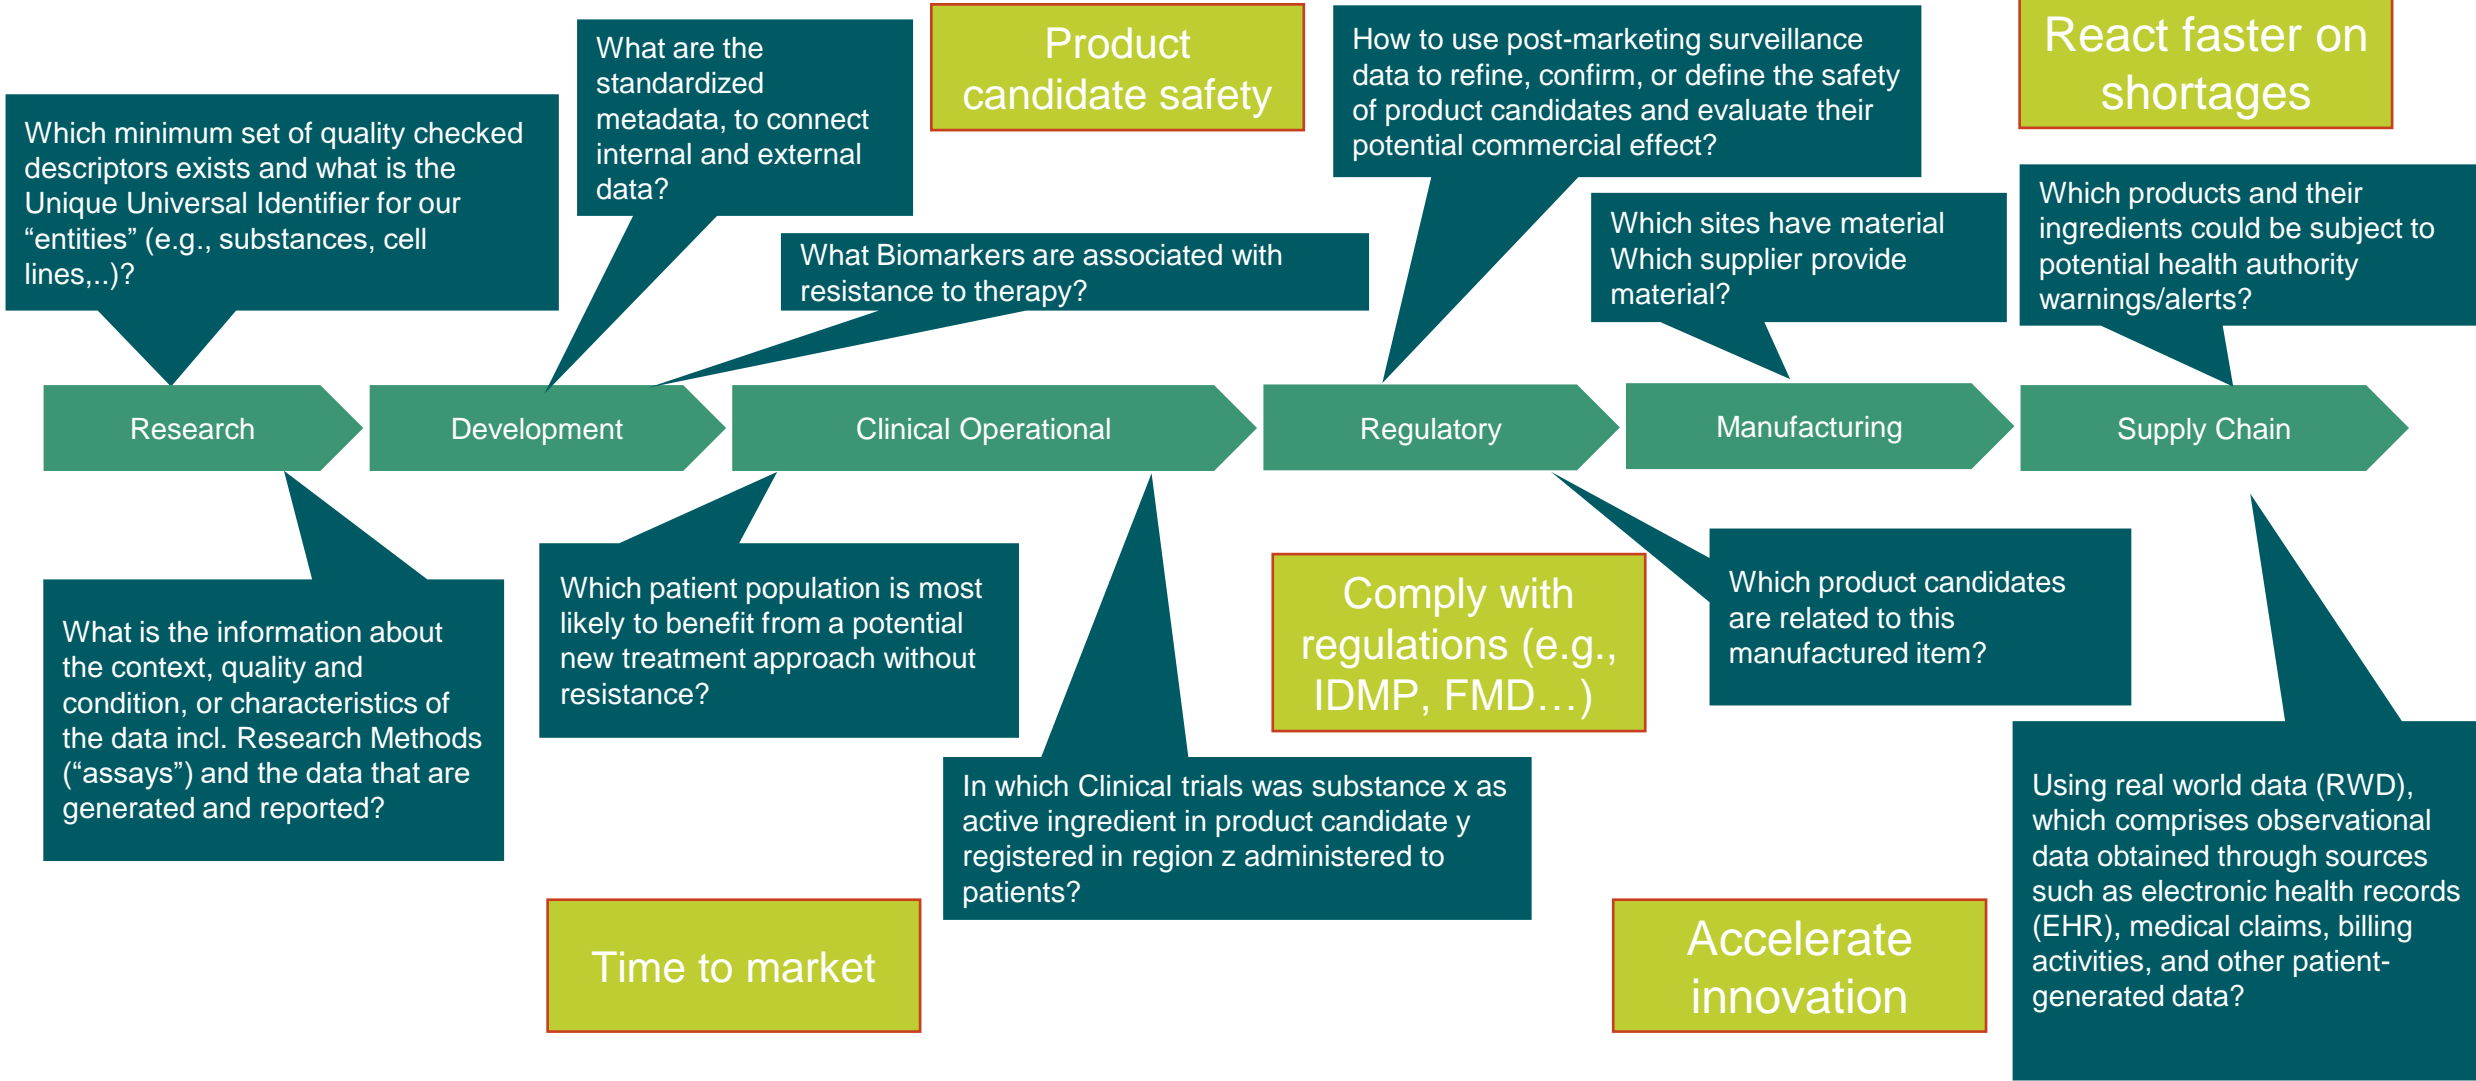 Product
candidate safety
React faster on
shortages
What are the
standardized
metadata, to connect
internal and external
data?
How to use post-marketing surveillance
data to refine, confirm, or define the safety
of product candidates and evaluate their
potential commercial effect?
Which minimum set of quality checked
descriptors exists and what is the
Unique Universal Identifier for our
“entities” (e.g., substances, cell
lines,..)?
What Biomarkers are associated with
resistance to therapy?
Which sites have material
Which supplier provide
material?
Which products and their
ingredients could be subject to
potential health authority
warnings/alerts?
Research
Development
Clinical Operational
Regulatory
Manufacturing
Supply Chain
What is the information about
the context, quality and
condition, or characteristics of
the data incl. Research Methods
(“assays”) and the data that are
generated and reported?
Which patient population is most
likely to benefit from a potential
new treatment approach without
resistance?
Comply with
regulations (e.g.,
IDMP, FMD…)
Which product candidates
are related to this
manufactured item?
In which Clinical trials was substance x as
active ingredient in product candidate y
registered in region z administered to
patients?
Using real world data (RWD),
which comprises observational
data obtained through sources
such as electronic health records
(EHR), medical claims, billing
activities, and other patient-
generated data?
Time to market
Accelerate
innovation